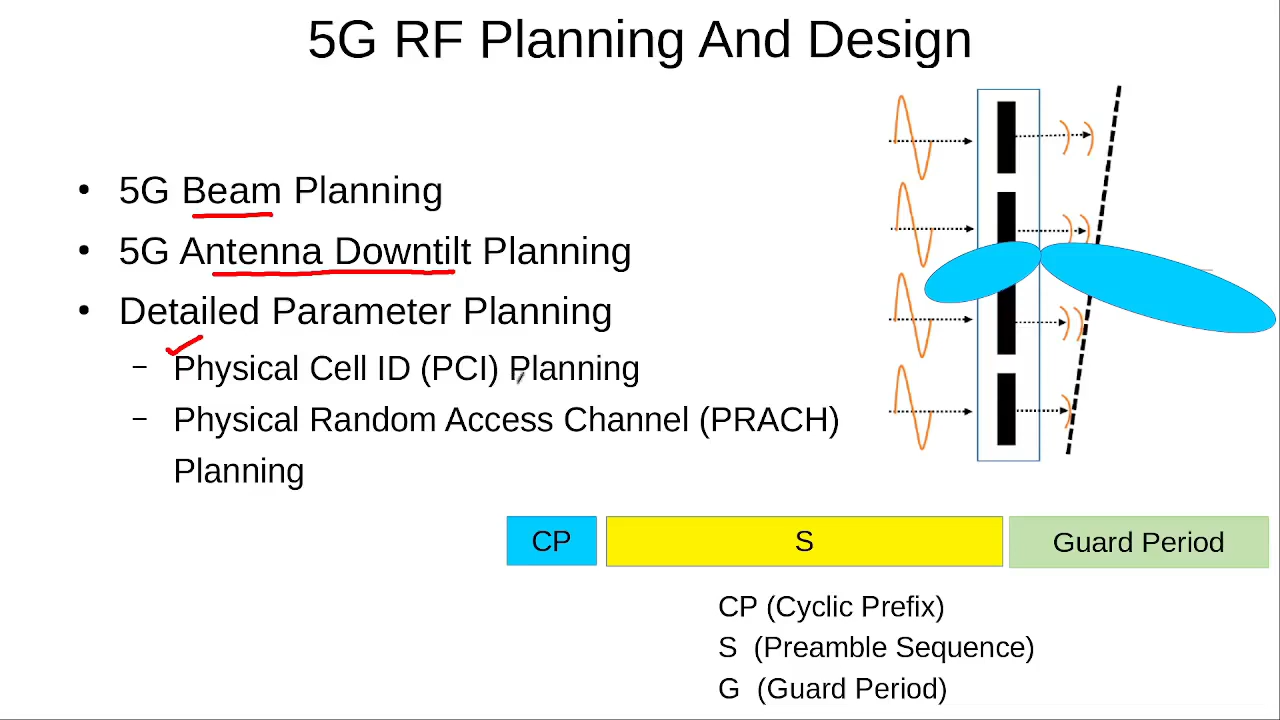 5G RF Planning And Design
• 5G Beam Planning
• 5G Antenna Downtilt Planning
• Detailed Parameter Planning
– Physical Cell ID (PCI) Planning
– Physical Random Access Channel (PRACH)
Planning
CP S Guard Period
CP (Cyclic Prefix)
S (Preamble Sequence)
G (Guard Period)